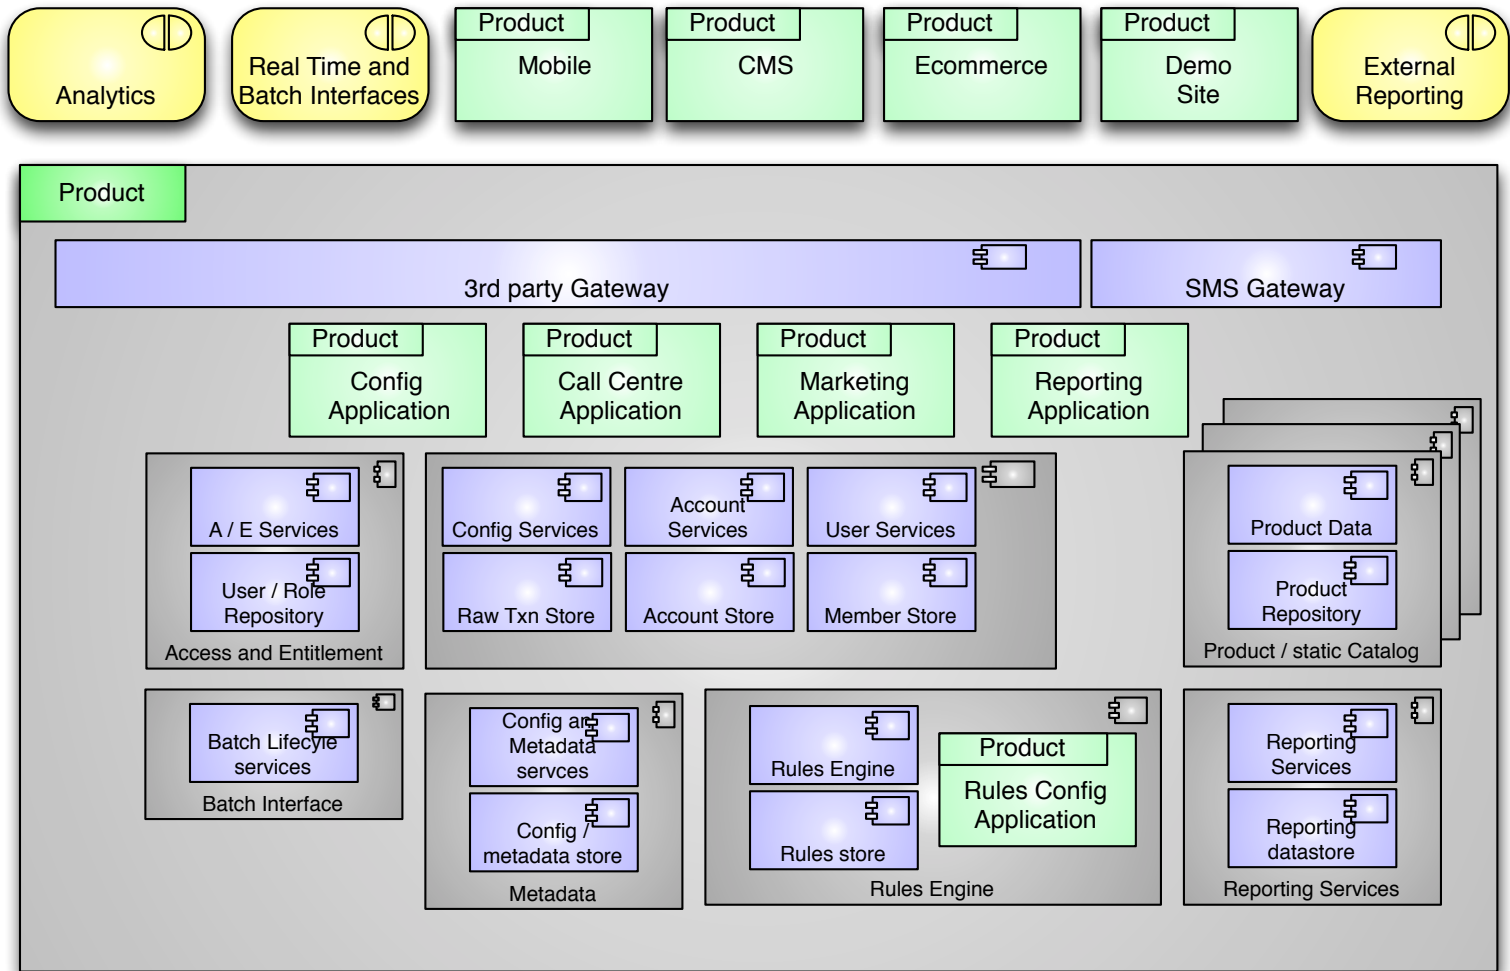 Analytics
Real Time and
Batch Interfaces
Product
Mobile
Product
CMS
Product
Ecommerce
Product
Demo
Site
External
Reporting
Product
3rd party Gateway
SMS Gateway
Product
Config
Application
Product
Call Centre
Application
Product
Marketing
Application
Product
Reporting
Application
A / E Services
User / Role
Repository
Access and Entitlement
Config Services
Account
Services
User Services
Raw Txn Store
Account Store
Member Store
Product Data
Product
Repository
Product / static Catalog
Batch Lifecyle
services
Batch Interface
Config an
Metadata
servces
Config /
metadata store
Metadata
Rules Engine
Rules store
Product
Rules Config
Application
Rules Engine
Reporting
Services
Reporting
datastore
Reporting Services